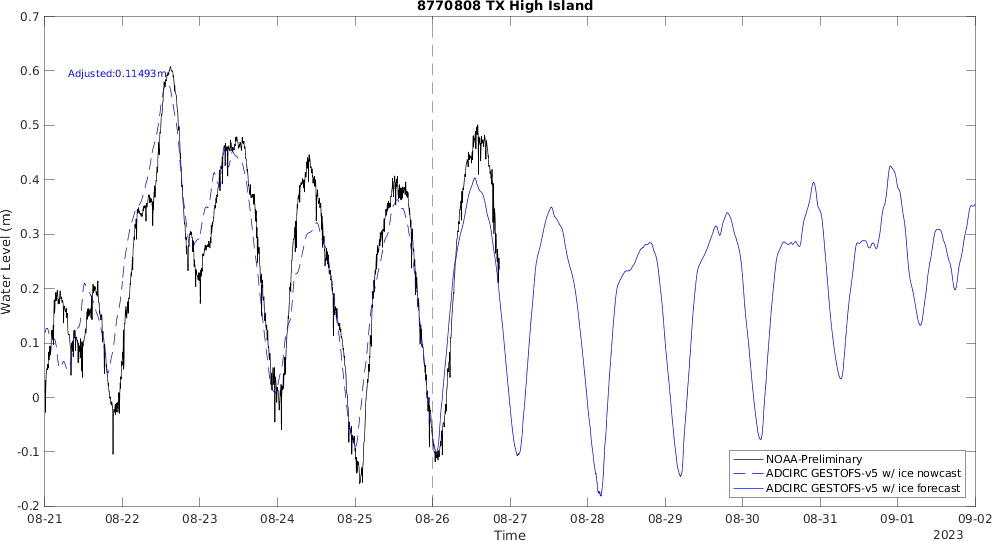 8770808 TX High Island
Adjusted:0.11493m
Water Level (m)
0.7
0.6
0.5
0.4
0.3
0.2
0.1
0
-0.1
-0.2
NOAA-Preliminary
ADCIRC GESTOFS-v5 w/ ice nowcast
ADCIRC GESTOFS-v5 w/ ice forecast
08-21 08-22 08-23 08-24 08-25 08-26 08-27 08-28 08-29 08-30 08-31 09-01 09-02
Time
2023